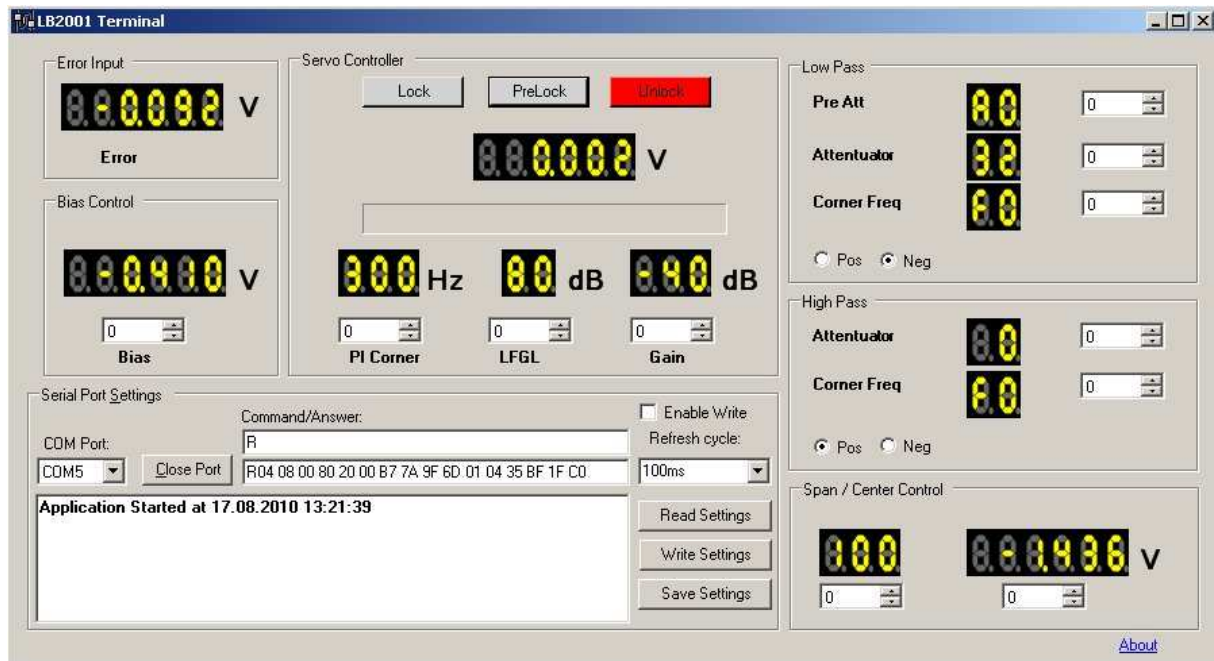 LB2001 Terminal
Error Input
-0.092 V
Error
Bias Control
-0.410 V
0
Bias
Servo Controller
Lock PreLock Unlock
0.002 V
300 Hz 80 dB -40 dB
0 0 0
PI Corner LFGL Gain
Low Pass
Pre Att A0 0
Attentuator 32 0
Corner Freq F0 0
Pos Neg
High Pass
Attentuator 0 0
Corner Freq F0 0
Pos Neg
Serial Port Settings
Command/Answer:
Enable Write
COM Port:
R
Refresh cycle:
COM5 Close Port R04 08 00 80 20 00 B7 7A 9F 6D 01 04 35 BF 1F C0 100ms
Application Started at 17.08.2010 13:21:39
Read Settings
Write Settings
Save Settings
Span / Center Control
100 -1.436 V
0 0
About